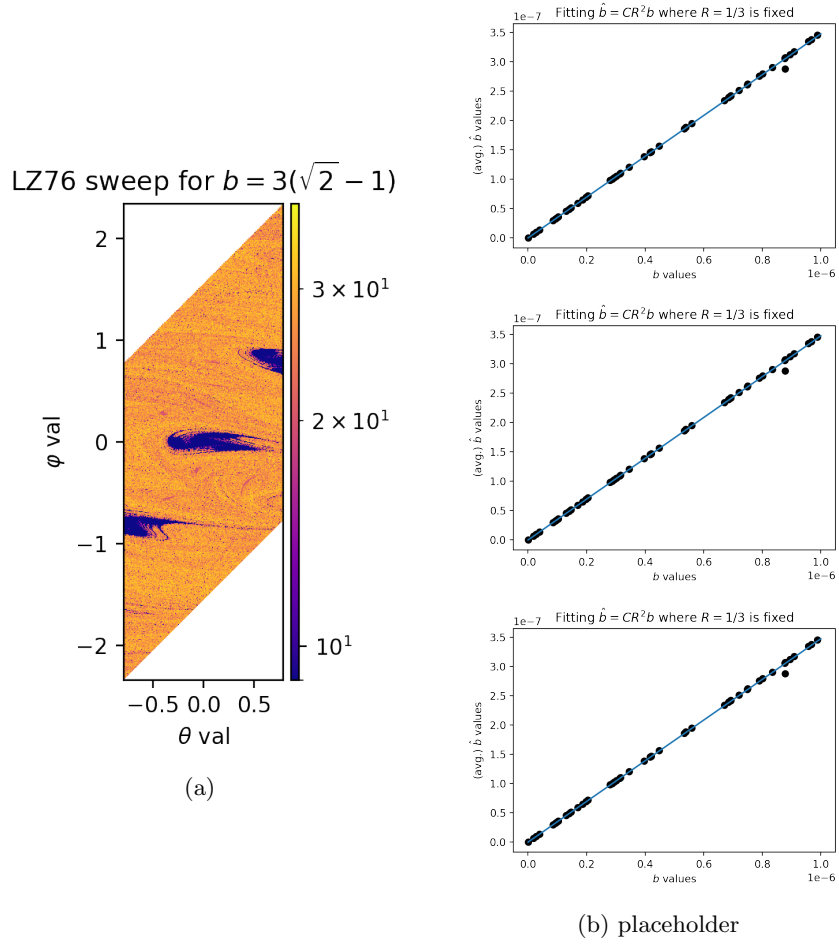 LZ76 sweep for b = 3(√2 − 1)
2
1
0
−1
−2
φ val
−0.5 0.0 0.5
θ val
3 × 10¹
2 × 10¹
10¹
(a)
1e−7 Fitting b̂ = CR²b where R = 1/3 is fixed
3.5
3.0
2.5
2.0
1.5
1.0
0.5
0.0
(avg.) b̂ values
0.0 0.2 0.4 0.6 0.8 1.0
b values
1e−6
1e−7 Fitting b̂ = CR²b where R = 1/3 is fixed
3.5
3.0
2.5
2.0
1.5
1.0
0.5
0.0
(avg.) b̂ values
0.0 0.2 0.4 0.6 0.8 1.0
b values
1e−6
1e−7 Fitting b̂ = CR²b where R = 1/3 is fixed
3.5
3.0
2.5
2.0
1.5
1.0
0.5
0.0
(avg.) b̂ values
0.0 0.2 0.4 0.6 0.8 1.0
b values
1e−6
(b) placeholder